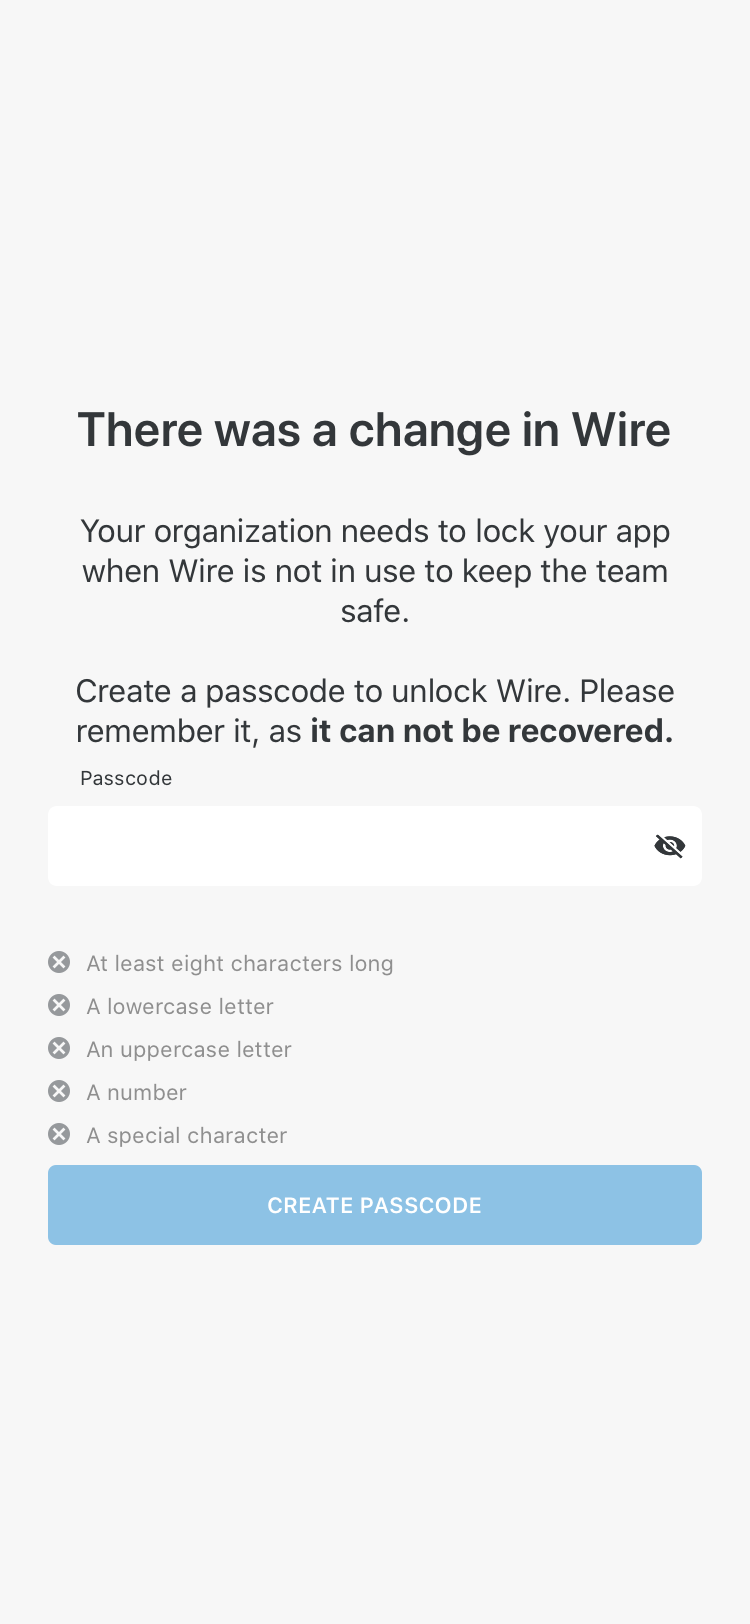 There was a change in Wire
Your organization needs to lock your app
when Wire is not in use to keep the team
safe.
Create a passcode to unlock Wire. Please
remember it, as it can not be recovered.
Passcode
At least eight characters long
A lowercase letter
An uppercase letter
A number
A special character
CREATE PASSCODE